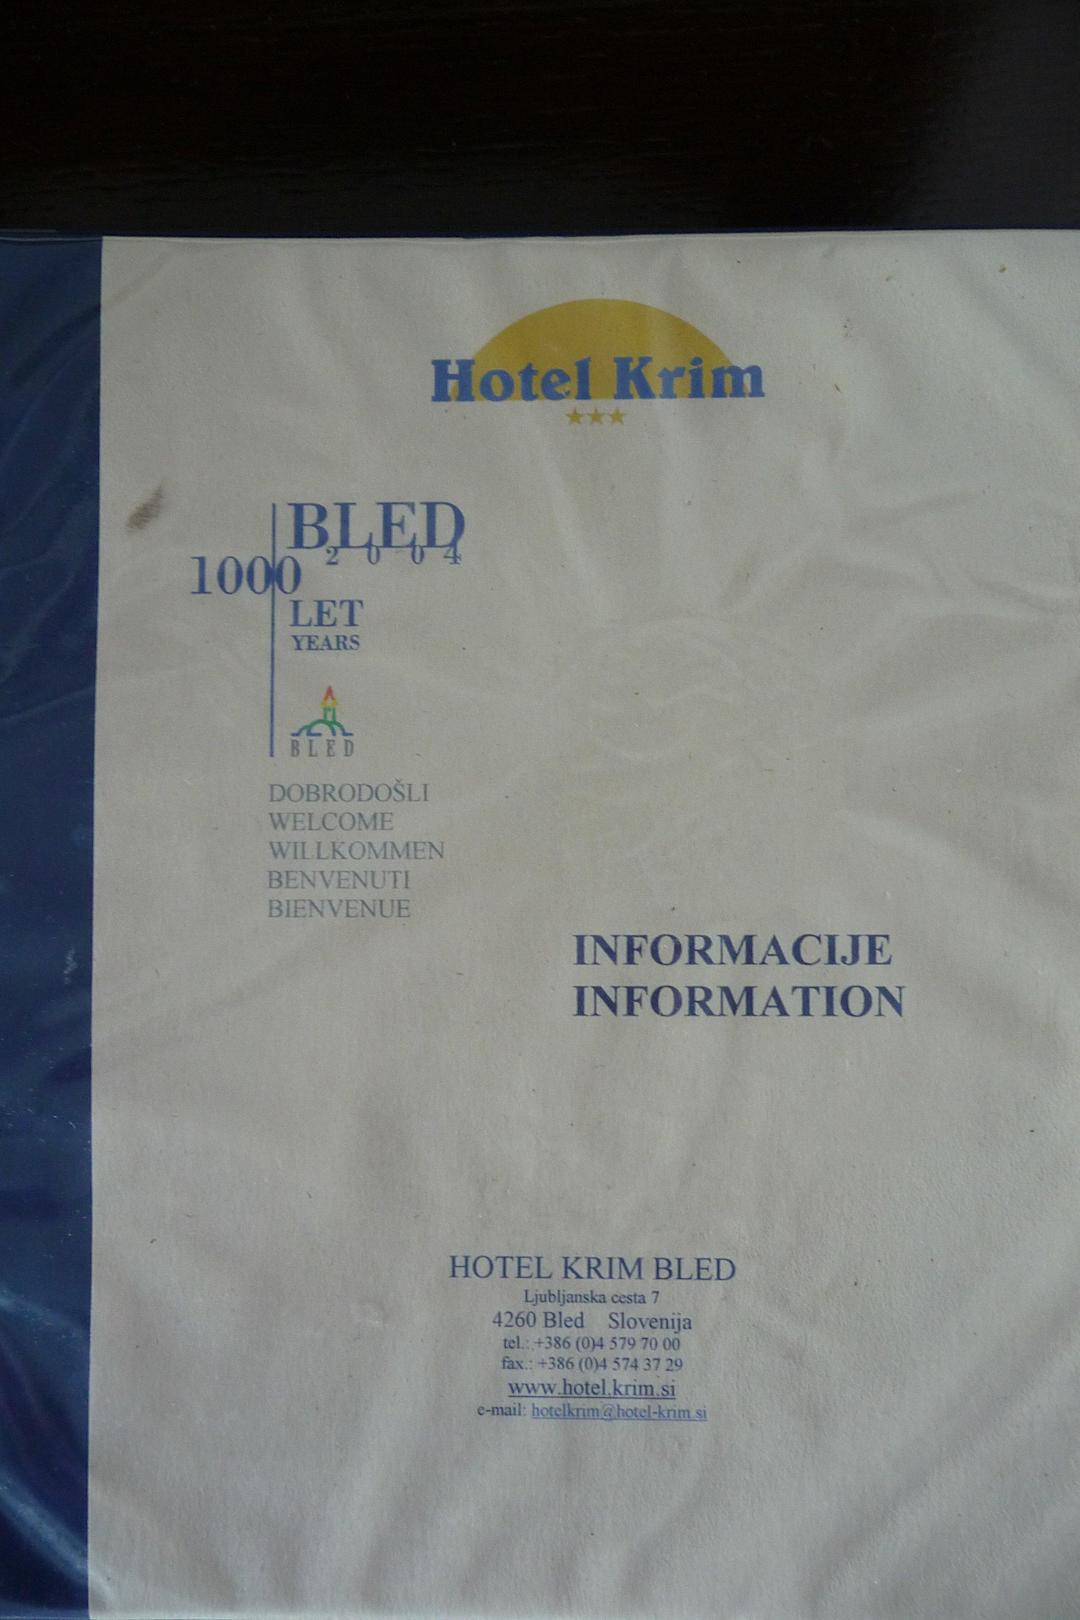 Hotel Krim
BLED
2004
1000
LET
YEARS
BLED
DOBRODOŠLI
WELCOME
WILLKOMMEN
BENVENUTI
BIENVENUE
INFORMACIJE
INFORMATION
HOTEL KRIM BLED
Ljubljanska cesta 7
4260 Bled Slovenija
tel.: +386 (0)4 579 70 00
fax.: +386 (0)4 574 37 29
www.hotel.krim.si
e-mail: hotelkrim@hotel-krim.si